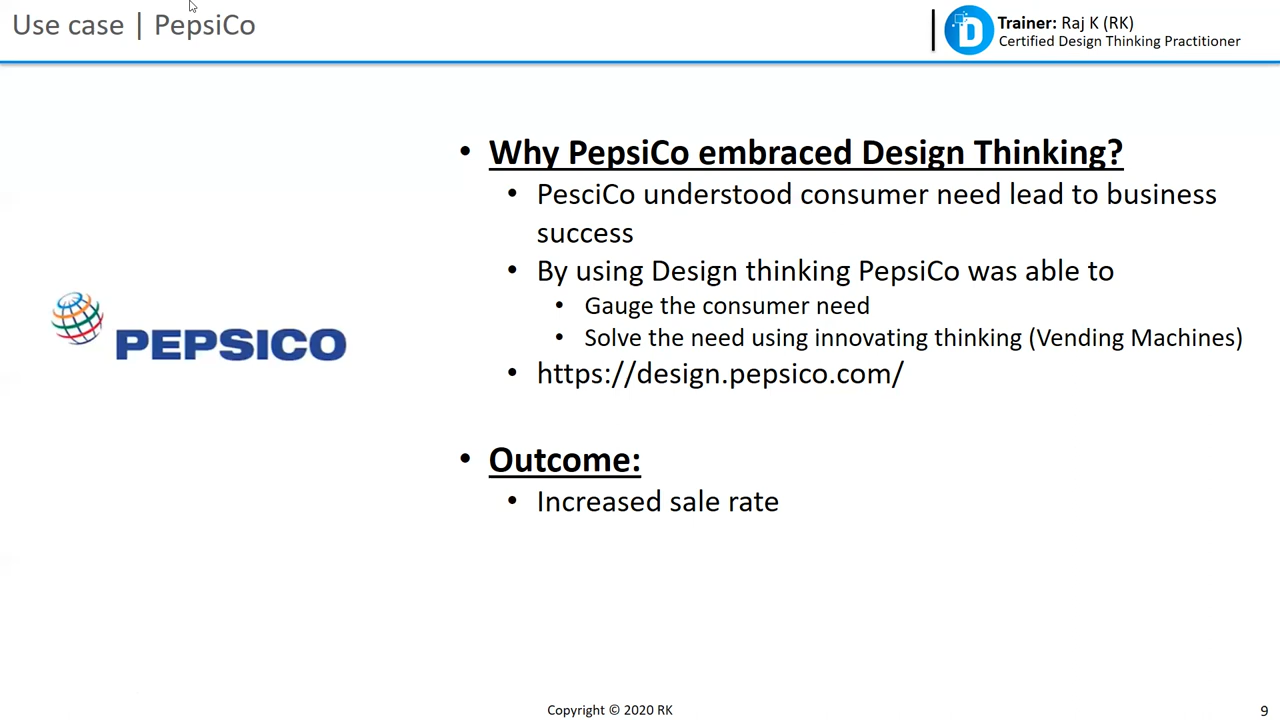 Use case | PepsiCo
Trainer: Raj K (RK)
Certified Design Thinking Practitioner
D
• Why PepsiCo embraced Design Thinking?
• PesciCo understood consumer need lead to business
success
• By using Design thinking PepsiCo was able to
• Gauge the consumer need
• Solve the need using innovating thinking (Vending Machines)
• https://design.pepsico.com/
PEPSICO
• Outcome:
• Increased sale rate
Copyright © 2020 RK
9